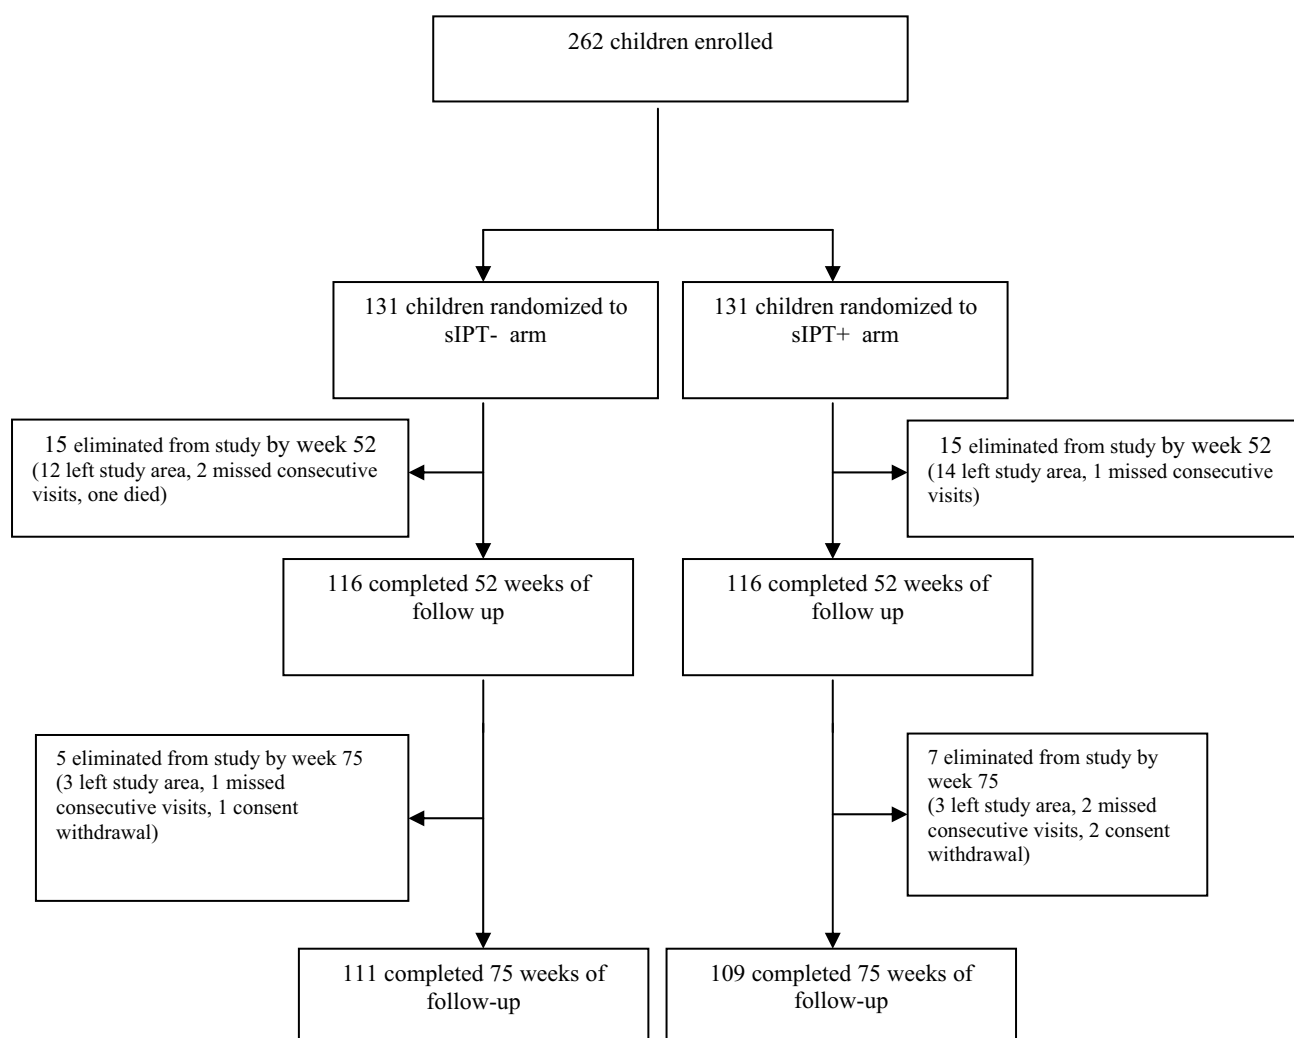 262 children enrolled
131 children randomized to
sIPT- arm
131 children randomized to
sIPT+ arm
15 eliminated from study by week 52
(12 left study area, 2 missed consecutive
visits, one died)
15 eliminated from study by week 52
(14 left study area, 1 missed consecutive
visits)
116 completed 52 weeks of
follow up
116 completed 52 weeks of
follow up
5 eliminated from study by week 75
(3 left study area, 1 missed
consecutive visits, 1 consent
withdrawal)
7 eliminated from study by
week 75
(3 left study area, 2 missed
consecutive visits, 2 consent
withdrawal)
111 completed 75 weeks of
follow-up
109 completed 75 weeks of
follow-up